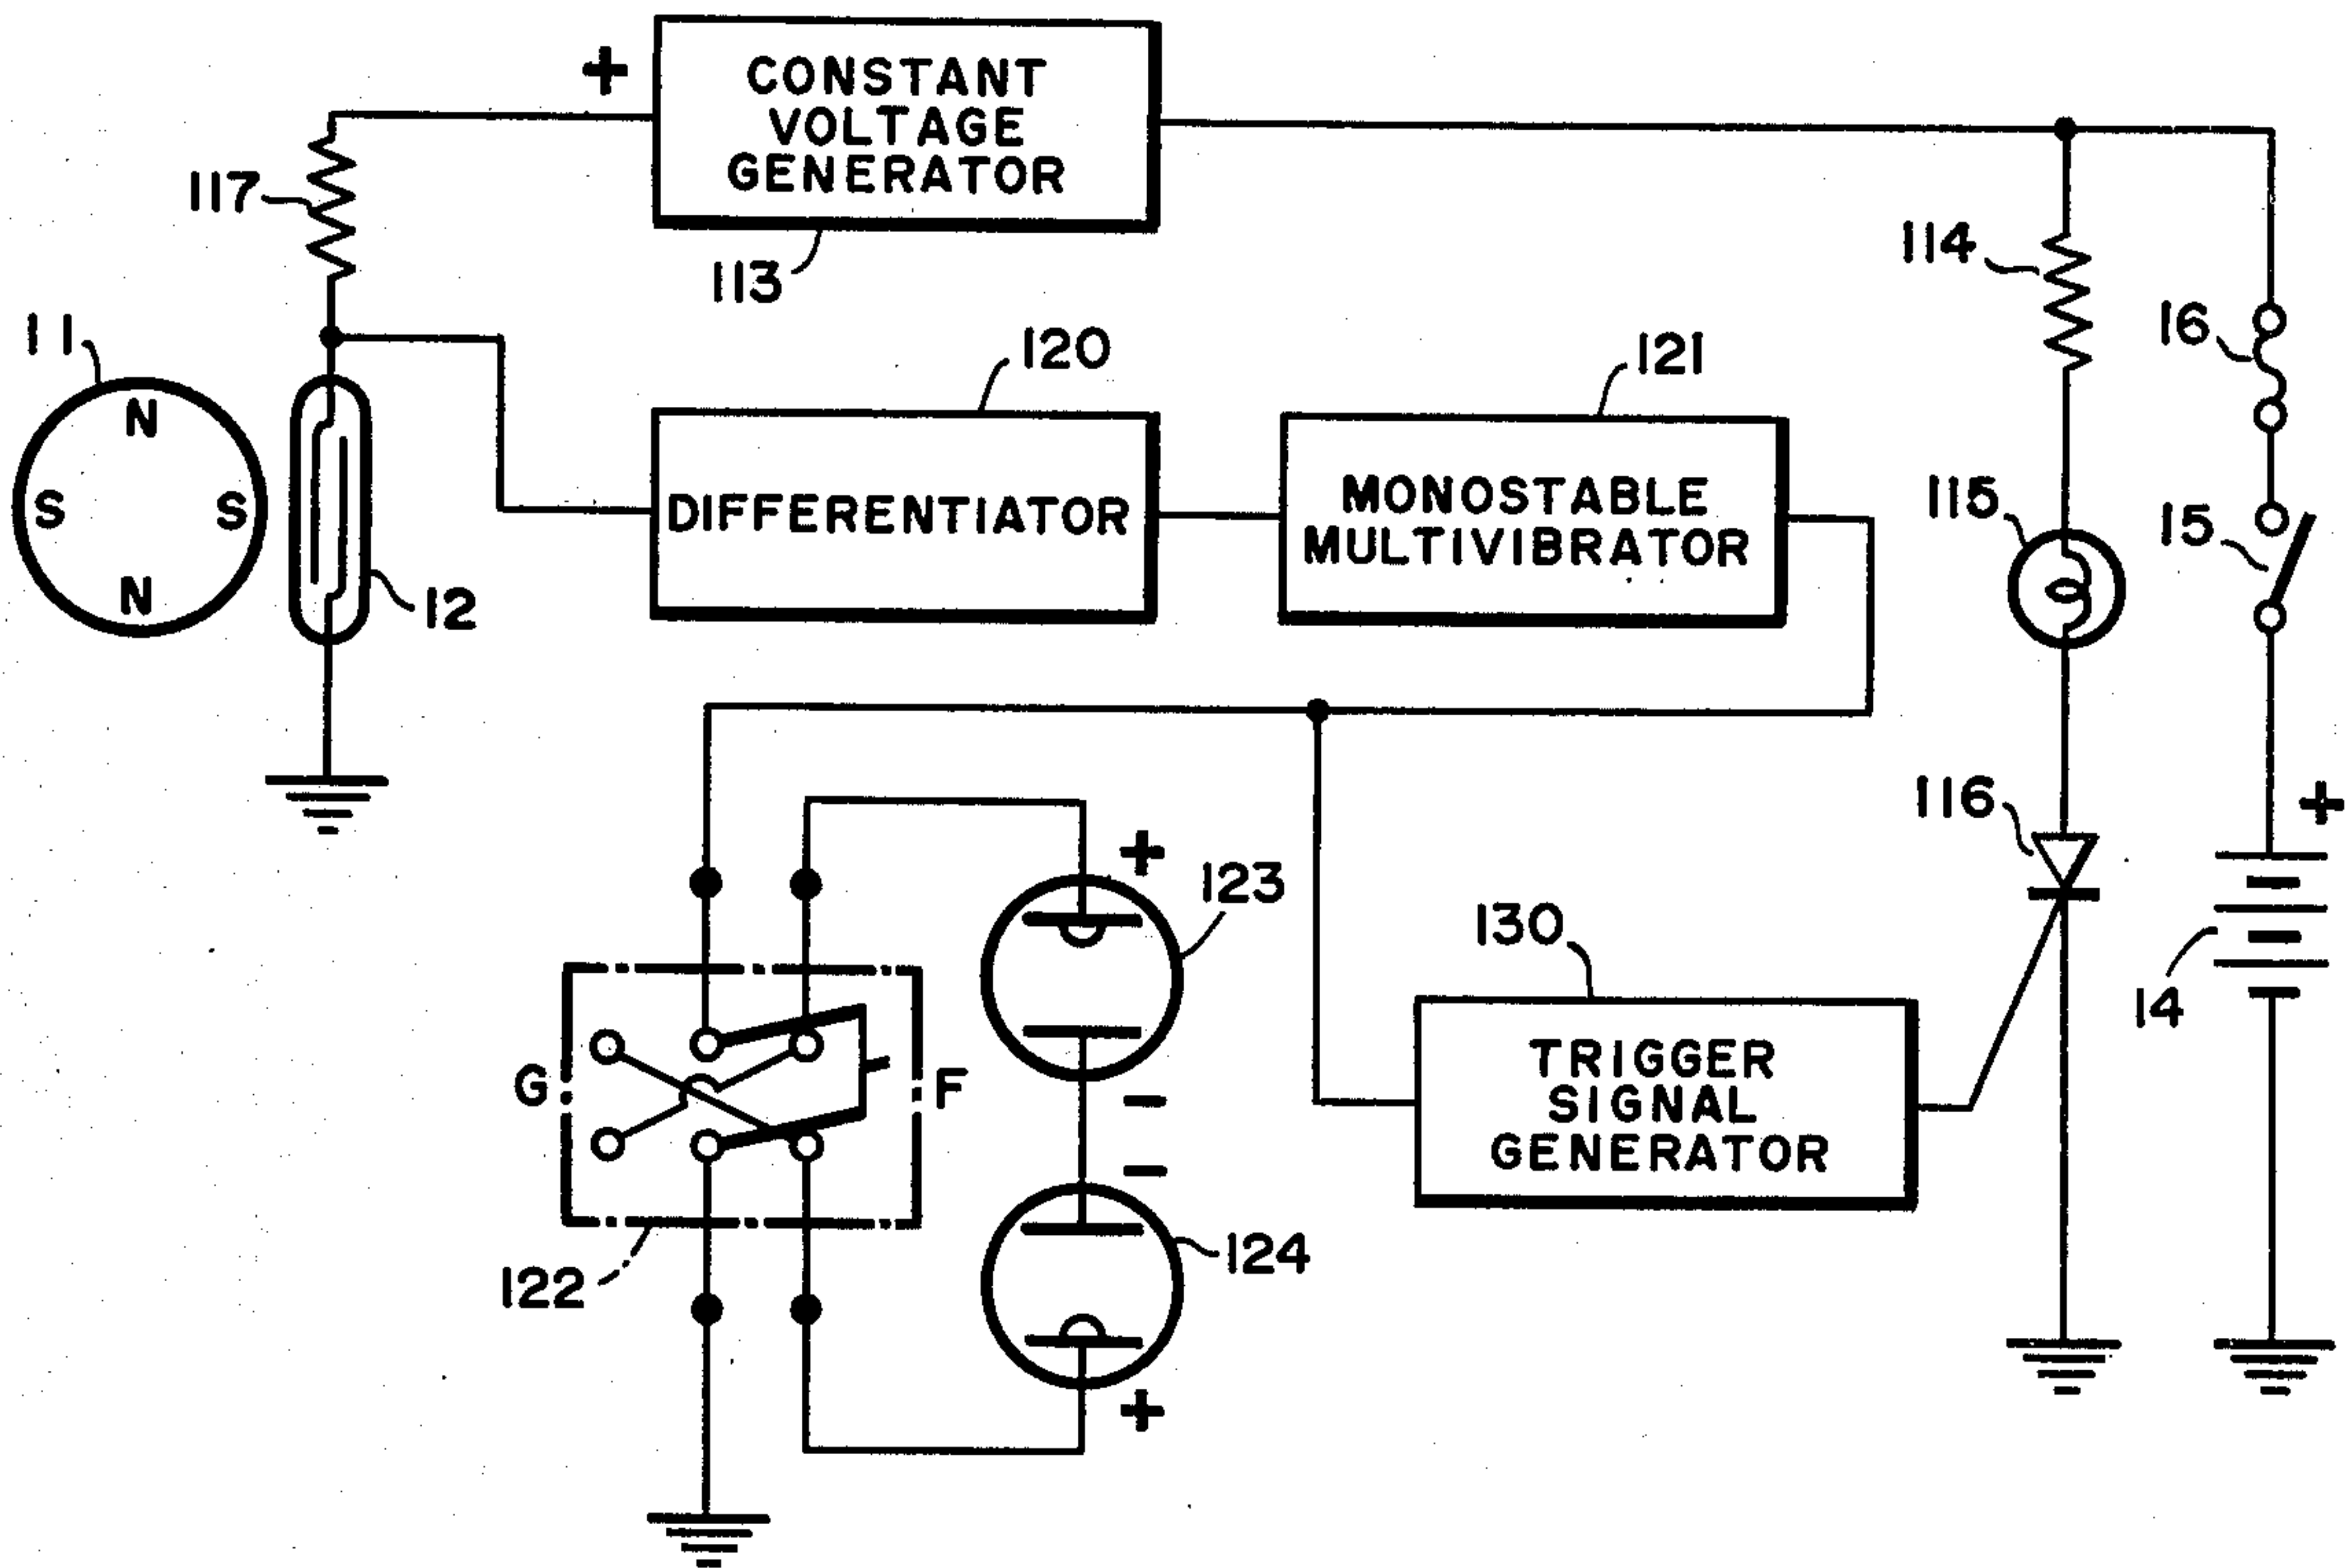 +
CONSTANT
VOLTAGE
GENERATOR
117
113
114
11
120
121
16
N
S S
N
12
DIFFERENTIATOR
MONOSTABLE
MULTIVIBRATOR
115
15
116
+
+
123
130
14
G F
TRIGGER
SIGNAL
GENERATOR
−
−
122
124
+